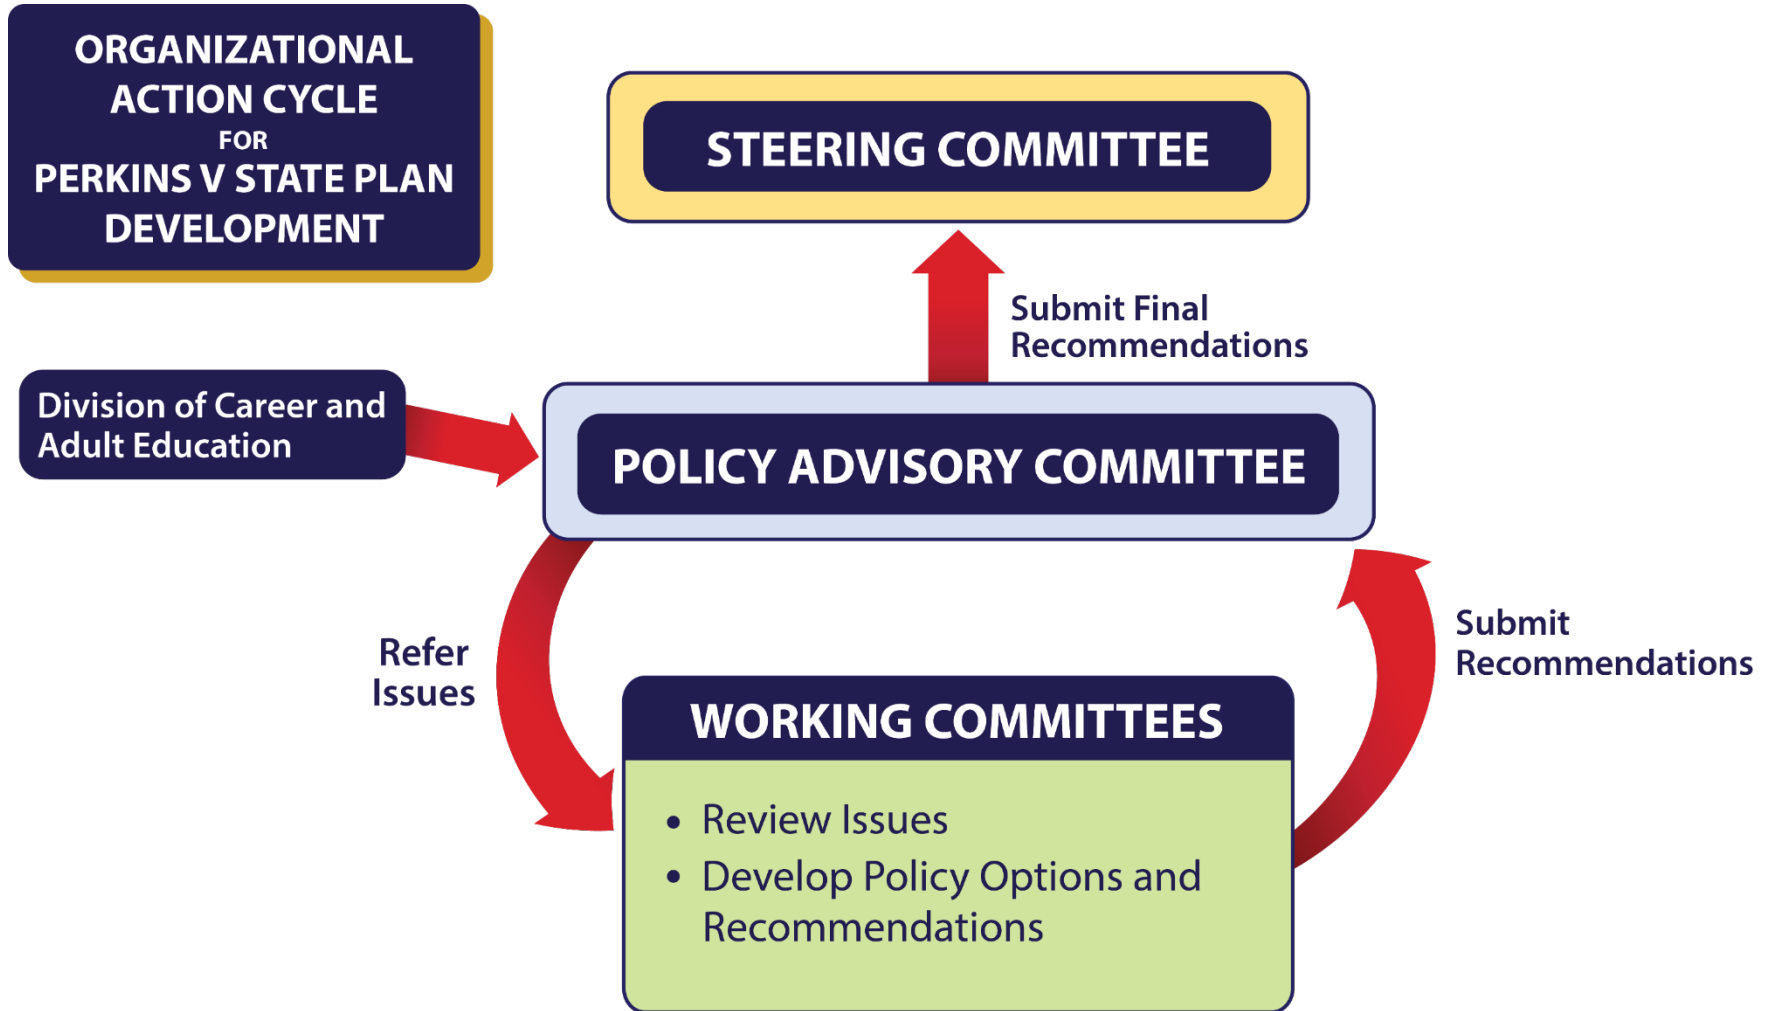 ORGANIZATIONAL
ACTION CYCLE
FOR
PERKINS V STATE PLAN
DEVELOPMENT
STEERING COMMITTEE
Submit Final
Recommendations
Division of Career and
Adult Education
POLICY ADVISORY COMMITTEE
Refer
Issues
Submit
Recommendations
WORKING COMMITTEES
• Review Issues
• Develop Policy Options and
Recommendations